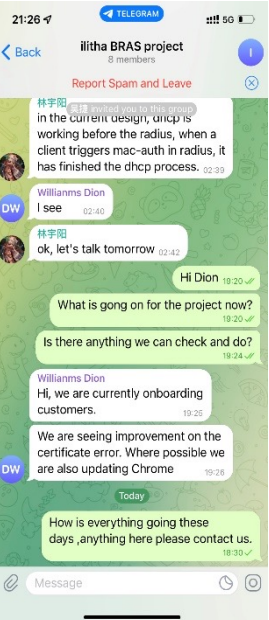 21:26
TELEGRAM
5G
Back
ilitha BRAS project
8 members
I
Report Spam and Leave
林宇阳
invited you to this group
in the current design, dhcp is
working before the radius, when a
client triggers mac-auth in radius, it
has finished the dhcp process. 02:39
Willianms Dion
I see 02:40
DW
林宇阳
ok, let's talk tomorrow 02:42
Hi Dion 19:20
What is gong on for the project now?
19:20
Is there anything we can check and do?
19:24
Willianms Dion
Hi, we are currently onboarding
customers. 19:26
We are seeing improvement on the
certificate error. Where possible we
are also updating Chrome 19:26
DW
Today
How is everything going these
days ,anything here please contact us.
18:30
Message